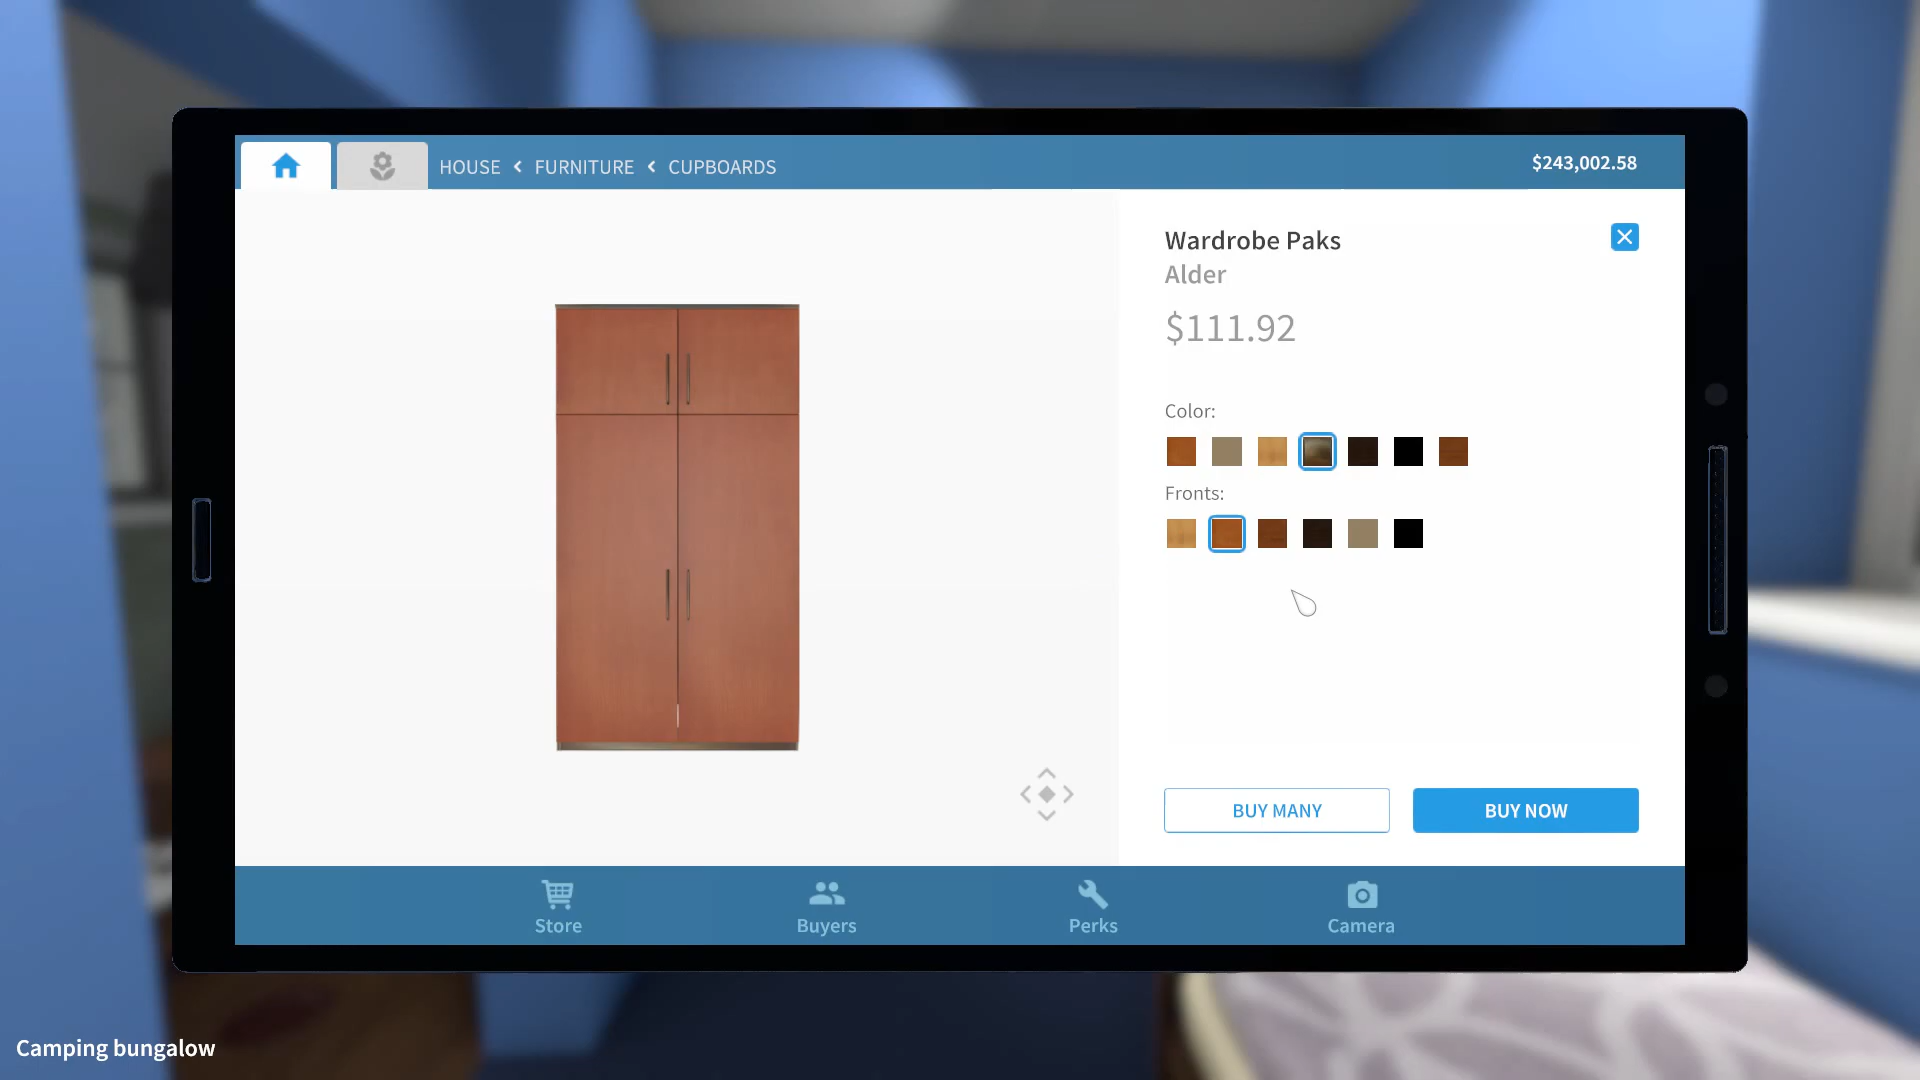 HOUSE < FURNITURE < CUPBOARDS
$243,002.58
Wardrobe Paks
Alder
$111.92
Color:
Fronts:
BUY MANY
BUY NOW
Store
Buyers
Perks
Camera
Camping bungalow